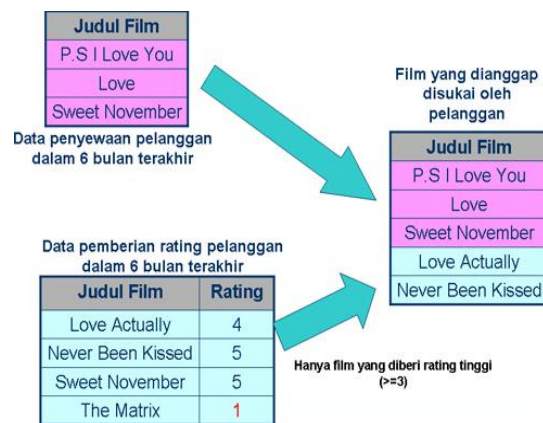 Judul Film
P.S I Love You
Love
Sweet November
Data penyewaan pelanggan
dalam 6 bulan terakhir
Data pemberian rating pelanggan
dalam 6 bulan terakhir
Judul Film Rating
Love Actually 4
Never Been Kissed 5
Sweet November 5
The Matrix 1
Hanya film yang diberi rating tinggi
(>=3)
Film yang dianggap
disukai oleh
pelanggan
Judul Film
P.S I Love You
Love
Sweet November
Love Actually
Never Been Kissed